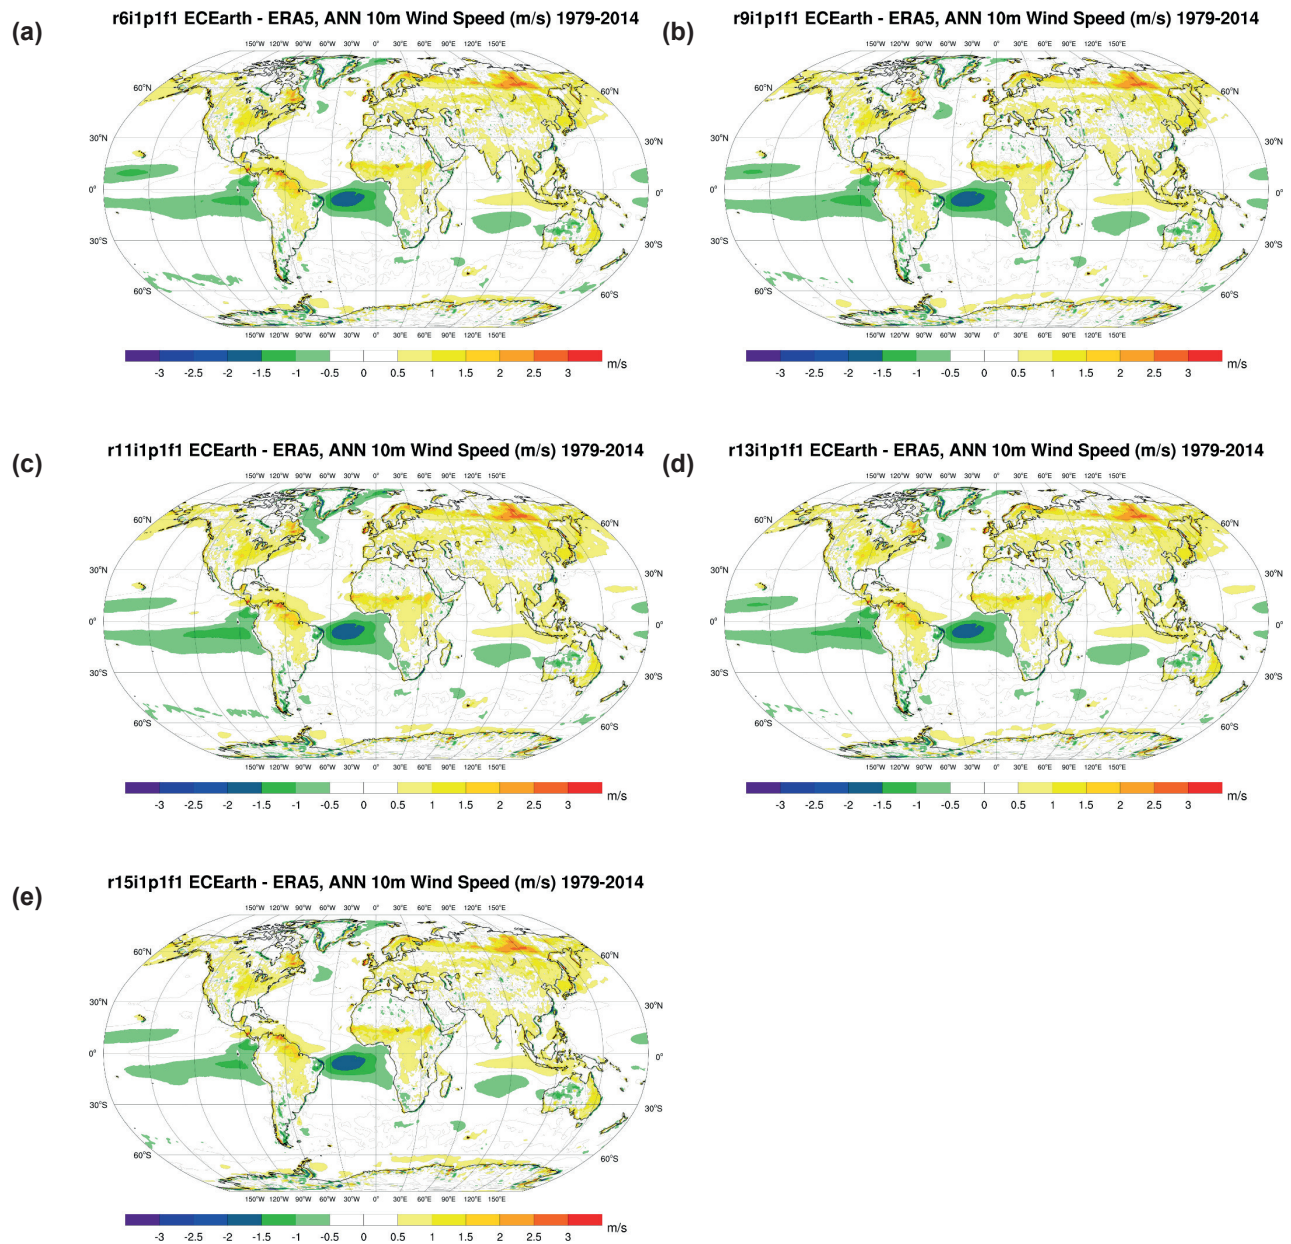 (a)
r6i1p1f1 ECEarth - ERA5, ANN 10m Wind Speed (m/s) 1979-2014
150°W 120°W 90°W 60°W 30°W 0° 30°E 60°E 90°E 120°E 150°E
60°N 60°N
30°N 30°N
0° 0°
30°S 30°S
60°S 60°S
150°W 120°W 90°W 60°W 30°W 0° 30°E 60°E 90°E 120°E 150°E
-3 -2.5 -2 -1.5 -1 -0.5 0 0.5 1 1.5 2 2.5 3 m/s
(b)
r9i1p1f1 ECEarth - ERA5, ANN 10m Wind Speed (m/s) 1979-2014
150°W 120°W 90°W 60°W 30°W 0° 30°E 60°E 90°E 120°E 150°E
60°N 60°N
30°N 30°N
0° 0°
30°S 30°S
60°S 60°S
150°W 120°W 90°W 60°W 30°W 0° 30°E 60°E 90°E 120°E 150°E
-3 -2.5 -2 -1.5 -1 -0.5 0 0.5 1 1.5 2 2.5 3 m/s
(c)
r11i1p1f1 ECEarth - ERA5, ANN 10m Wind Speed (m/s) 1979-2014
150°W 120°W 90°W 60°W 30°W 0° 30°E 60°E 90°E 120°E 150°E
60°N 60°N
30°N 30°N
0° 0°
30°S 30°S
60°S 60°S
150°W 120°W 90°W 60°W 30°W 0° 30°E 60°E 90°E 120°E 150°E
-3 -2.5 -2 -1.5 -1 -0.5 0 0.5 1 1.5 2 2.5 3 m/s
(d)
r13i1p1f1 ECEarth - ERA5, ANN 10m Wind Speed (m/s) 1979-2014
150°W 120°W 90°W 60°W 30°W 0° 30°E 60°E 90°E 120°E 150°E
60°N 60°N
30°N 30°N
0° 0°
30°S 30°S
60°S 60°S
150°W 120°W 90°W 60°W 30°W 0° 30°E 60°E 90°E 120°E 150°E
-3 -2.5 -2 -1.5 -1 -0.5 0 0.5 1 1.5 2 2.5 3 m/s
(e)
r15i1p1f1 ECEarth - ERA5, ANN 10m Wind Speed (m/s) 1979-2014
150°W 120°W 90°W 60°W 30°W 0° 30°E 60°E 90°E 120°E 150°E
60°N 60°N
30°N 30°N
0° 0°
30°S 30°S
60°S 60°S
150°W 120°W 90°W 60°W 30°W 0° 30°E 60°E 90°E 120°E 150°E
-3 -2.5 -2 -1.5 -1 -0.5 0 0.5 1 1.5 2 2.5 3 m/s